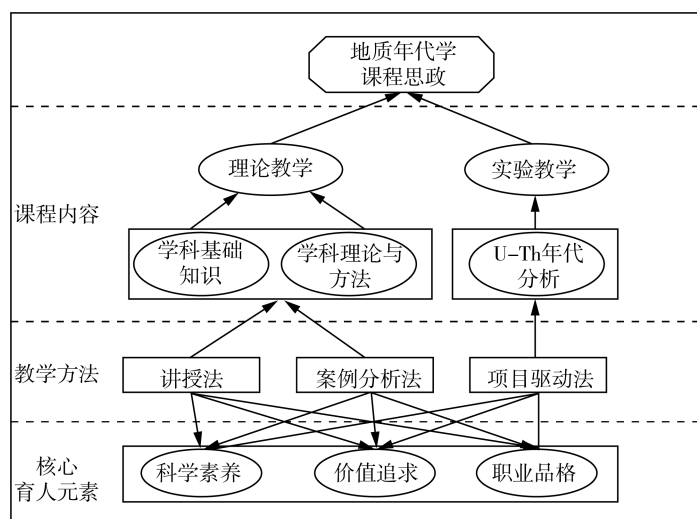 地质年代学
课程思政
理论教学
实验教学
课程内容
学科基础
知识
学科理论与
方法
U-Th年代
分析
教学方法
讲授法
案例分析法
项目驱动法
核心
育人元素
科学素养
价值追求
职业品格